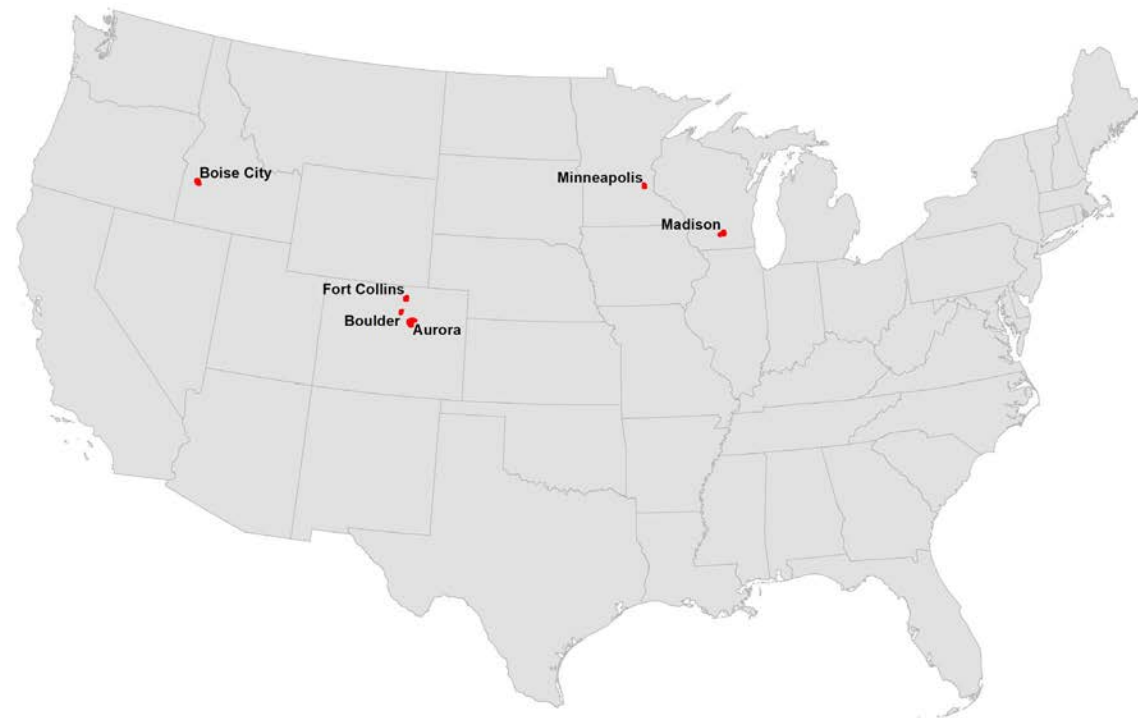 Boise City
Minneapolis
Madison
Fort Collins
Boulder
Aurora